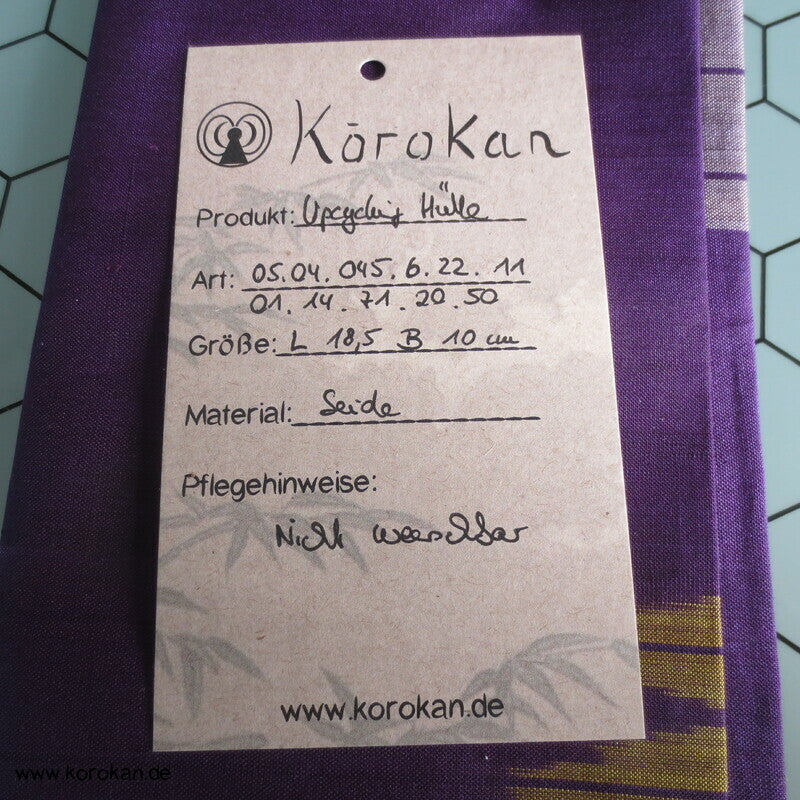 Kōrokan
Produkt: Upcycling Hülle
Art: 05.04.045.6.22.11
01.14.71.20.50
Größe: L 18,5 B 10 cm
Material: Seide
Pflegehinweise:
Nicht waschbar
www.korokan.de
www.korokan.de